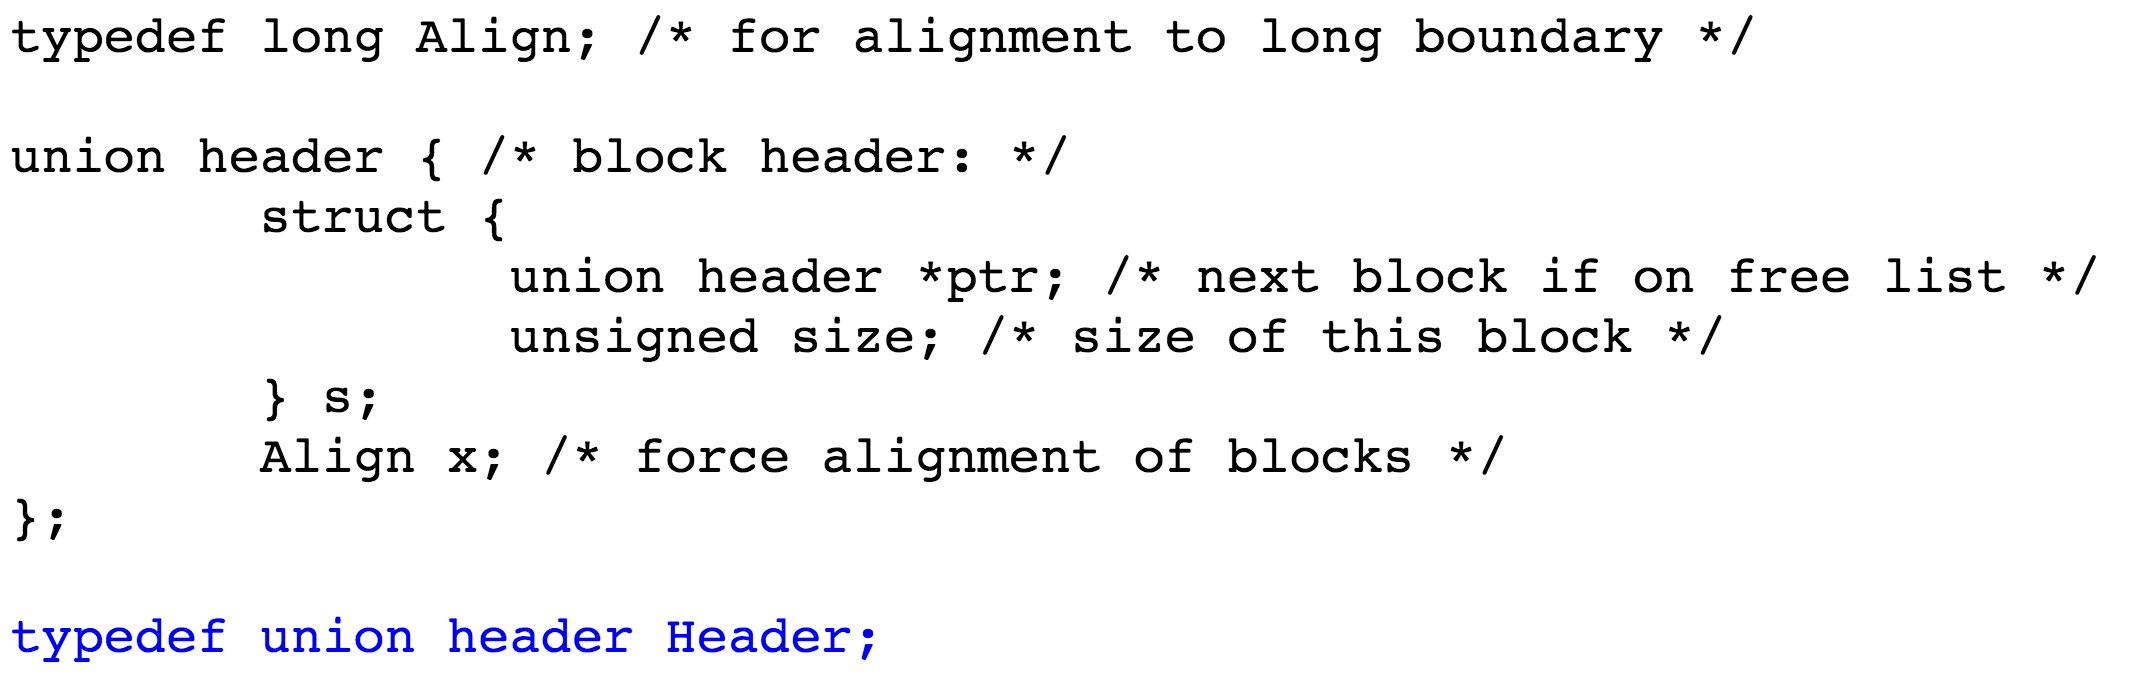 typedef long Align; /* for alignment to long boundary */
union header { /* block header: */
struct {
union header *ptr; /* next block if on free list */
unsigned size; /* size of this block */
} s;
Align x; /* force alignment of blocks */
};
typedef union header Header;